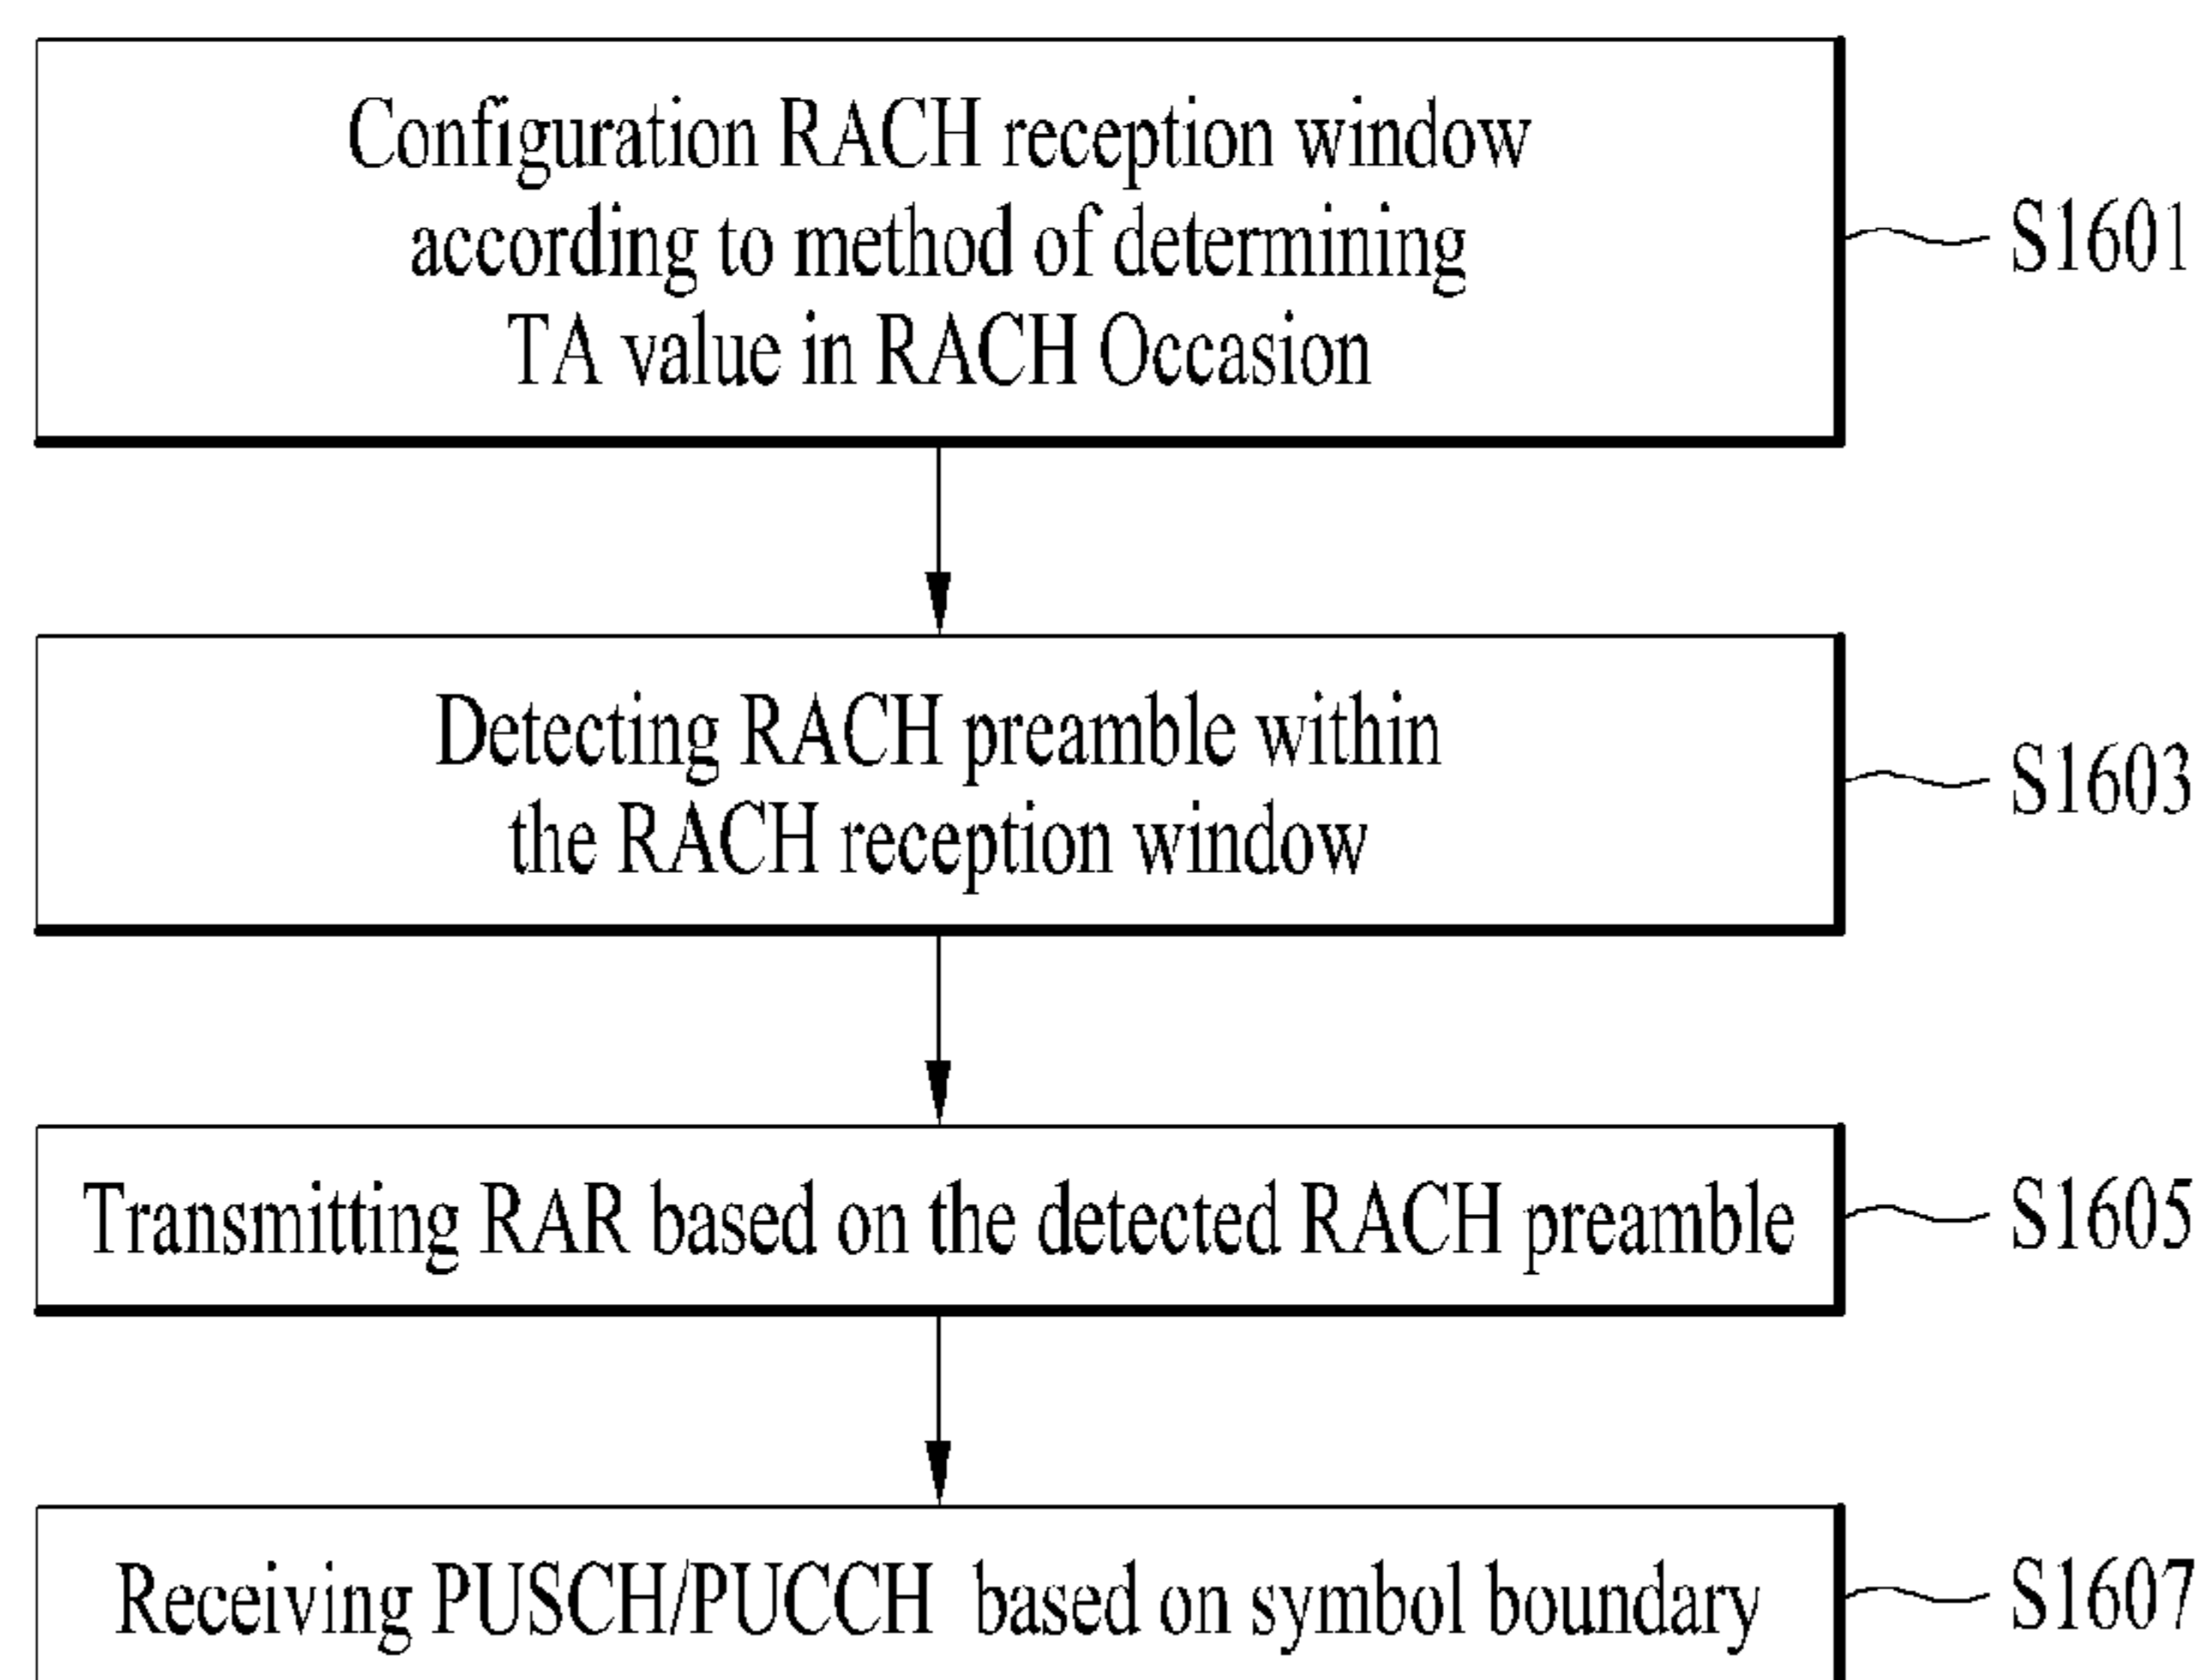 Configuration RACH reception window
according to method of determining
TA value in RACH Occasion
S1601
Detecting RACH preamble within
the RACH reception window
S1603
Transmitting RAR based on the detected RACH preamble
S1605
Receiving PUSCH/PUCCH based on symbol boundary
S1607